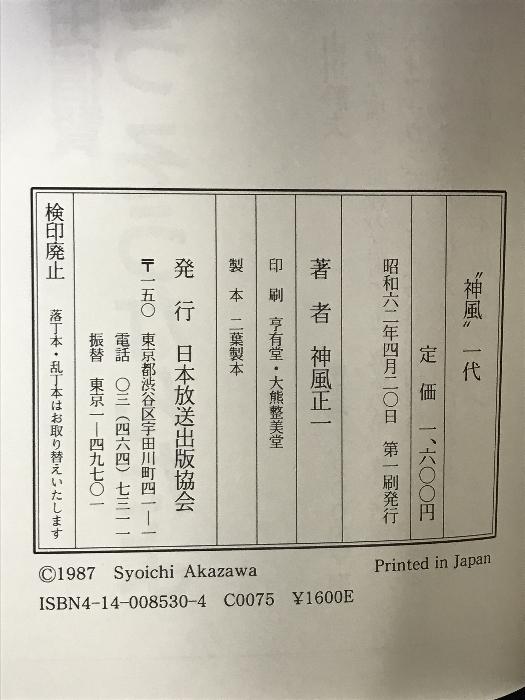 〝神風〟一代
定価 一、六〇〇円
昭和六二年四月二〇日 第一刷発行
著者 神風正一
印刷 亨有堂・大熊整美堂
製本 二葉製本
発行 日本放送出版協会
〒一五〇 東京都渋谷区宇田川町四一―一
電話 〇三(四六四)七三一一
振替 東京一―四九七〇一
検印廃止 落丁本・乱丁本はお取り替えいたします
©1987 Syoichi Akazawa Printed in Japan
ISBN4-14-008530-4 C0075 ¥1600E